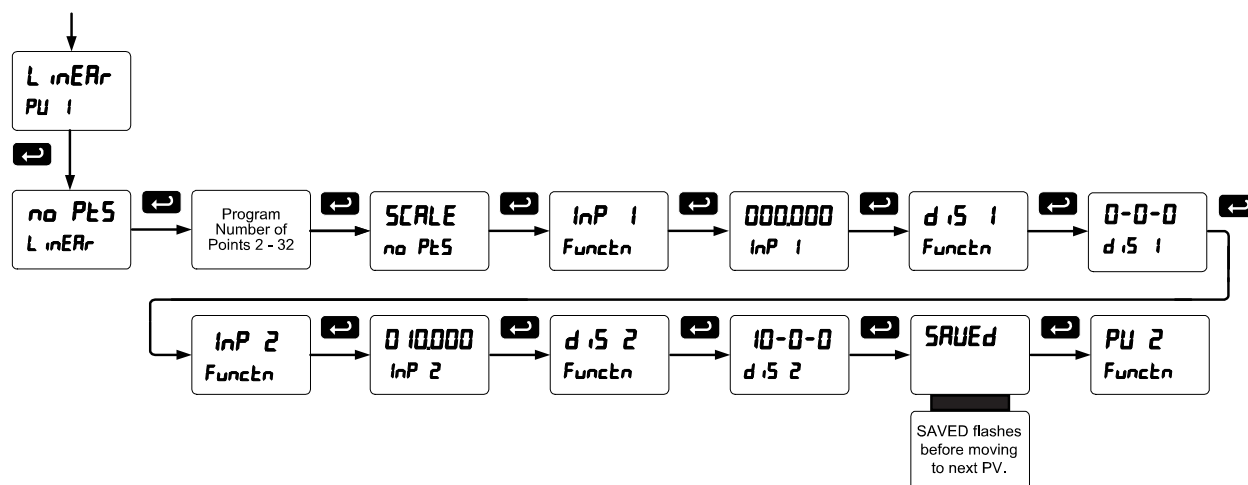 LinEAr
PV 1
no PtS
LinEAr
Program
Number of
Points 2 - 32
SCALE
no PtS
InP 1
Functn
000.000
InP 1
diS 1
Functn
0-0-0
diS 1
InP 2
Functn
010.000
InP 2
diS 2
Functn
10-0-0
diS 2
SAVEd
SAVED flashes
before moving
to next PV.
PV 2
Functn